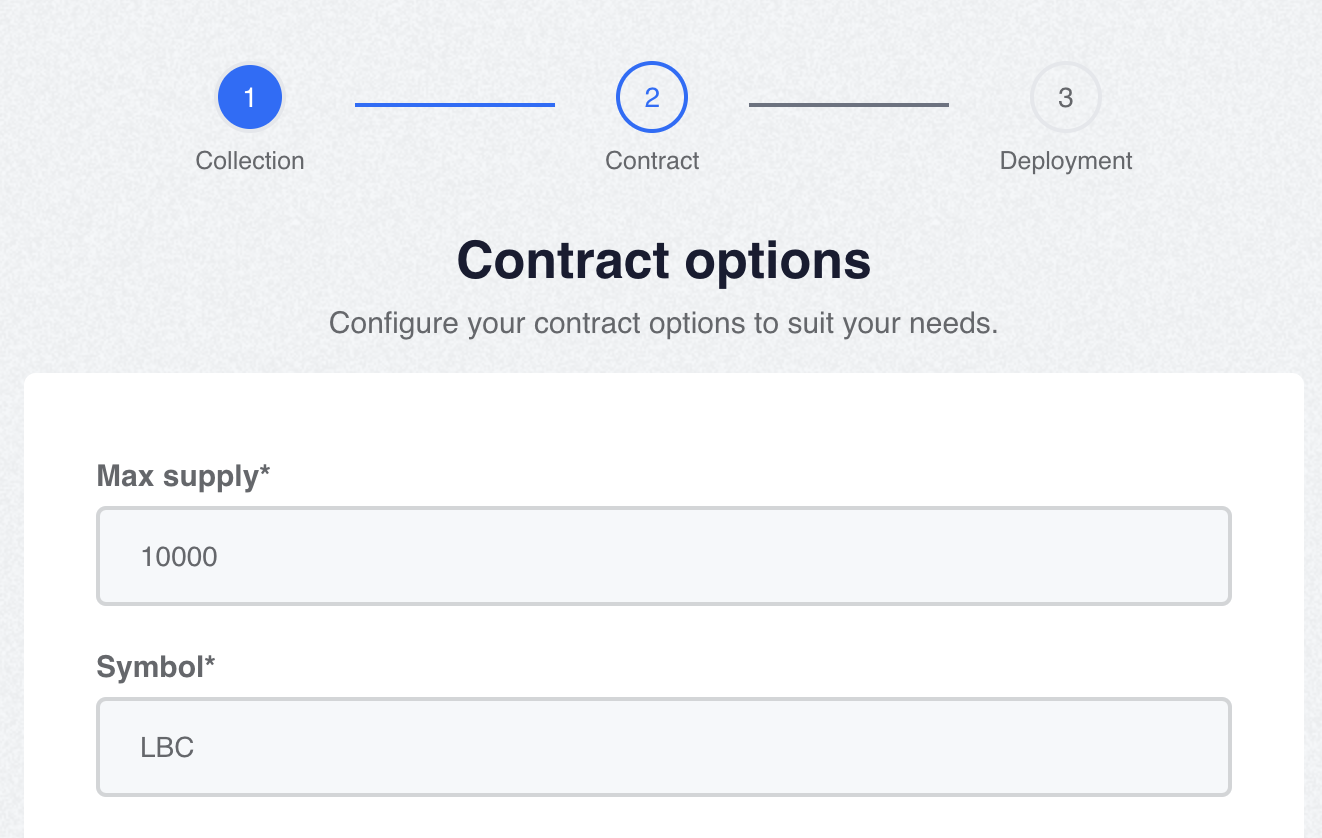 1
2
3
Collection
Contract
Deployment
Contract options
Configure your contract options to suit your needs.
Max supply*
10000
Symbol*
LBC